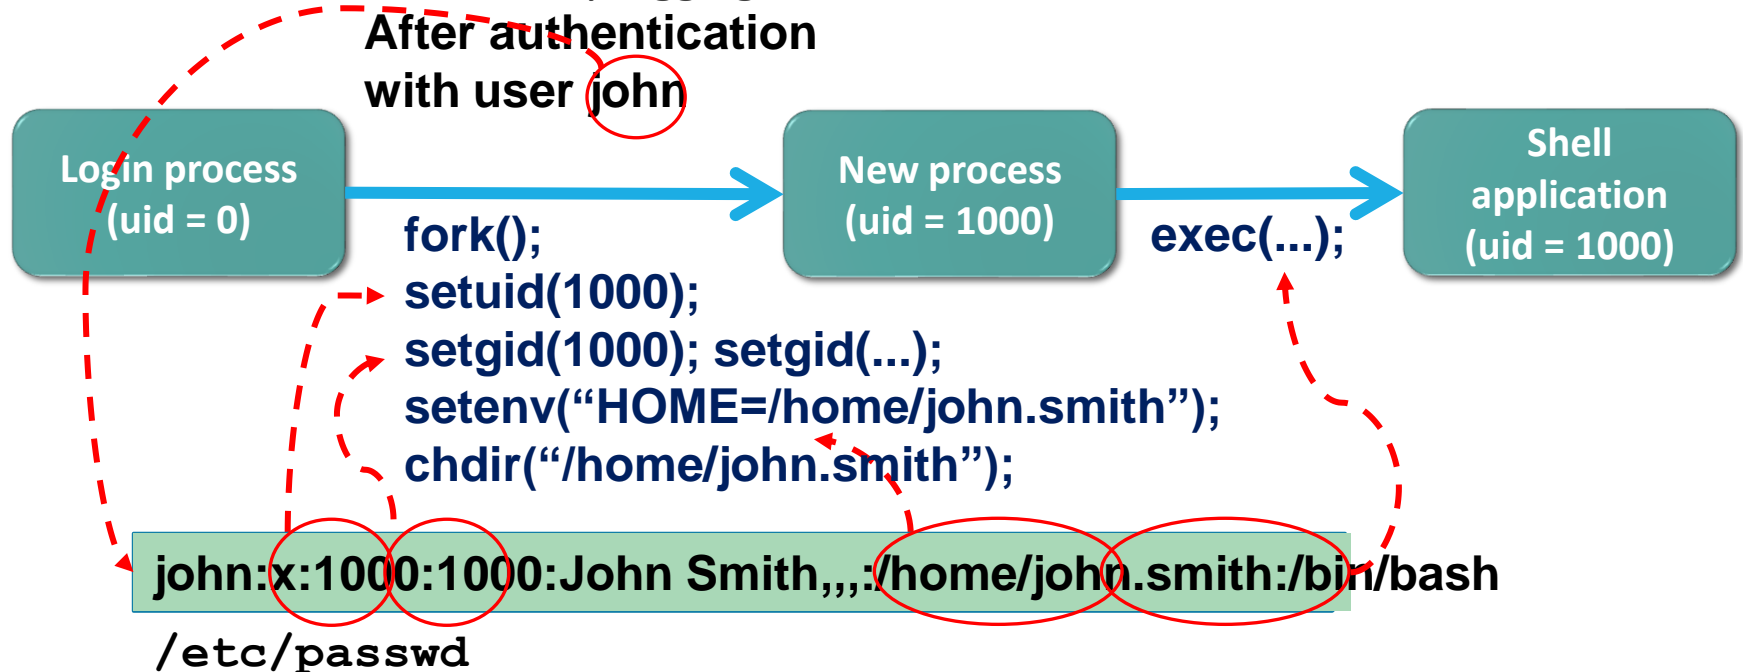 After authentication
with user john
Login process
(uid = 0)
New process
(uid = 1000)
Shell
application
(uid = 1000)
fork();
setuid(1000);
setgid(1000); setgid(...);
setenv(“HOME=/home/john.smith”);
chdir(“/home/john.smith”);
exec(...);
john:x:1000:1000:John Smith,,,:/home/john.smith:/bin/bash
/etc/passwd